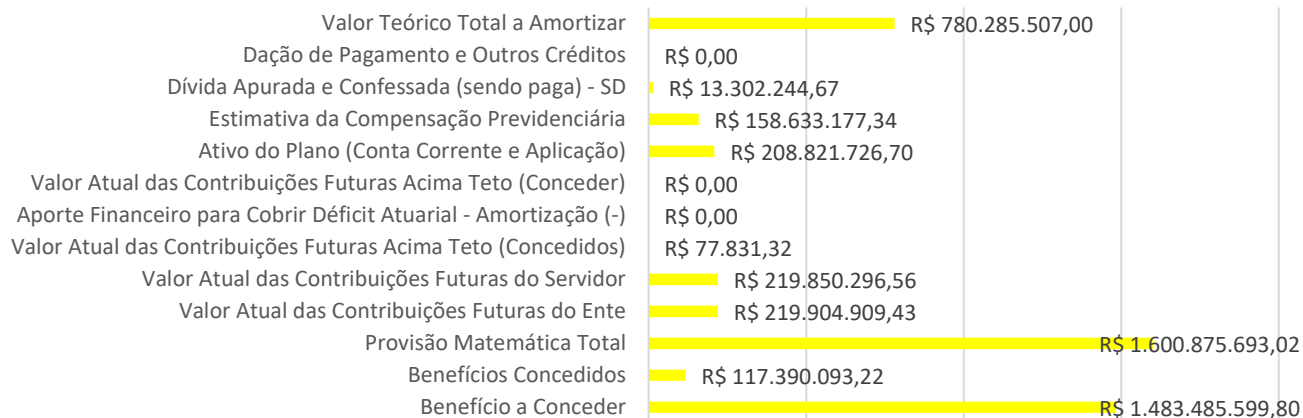 Valor Teórico Total a Amortizar R$ 780.285.507,00
Dação de Pagamento e Outros Créditos R$ 0,00
Dívida Apurada e Confessada (sendo paga) - SD R$ 13.302.244,67
Estimativa da Compensação Previdenciária R$ 158.633.177,34
Ativo do Plano (Conta Corrente e Aplicação) R$ 208.821.726,70
Valor Atual das Contribuições Futuras Acima Teto (Conceder) R$ 0,00
Aporte Financeiro para Cobrir Déficit Atuarial - Amortização (-) R$ 0,00
Valor Atual das Contribuições Futuras Acima Teto (Concedidos) R$ 77.831,32
Valor Atual das Contribuições Futuras do Servidor R$ 219.850.296,56
Valor Atual das Contribuições Futuras do Ente R$ 219.904.909,43
Provisão Matemática Total R$ 1.600.875.693,02
Benefícios Concedidos R$ 117.390.093,22
Benefício a Conceder R$ 1.483.485.599,80